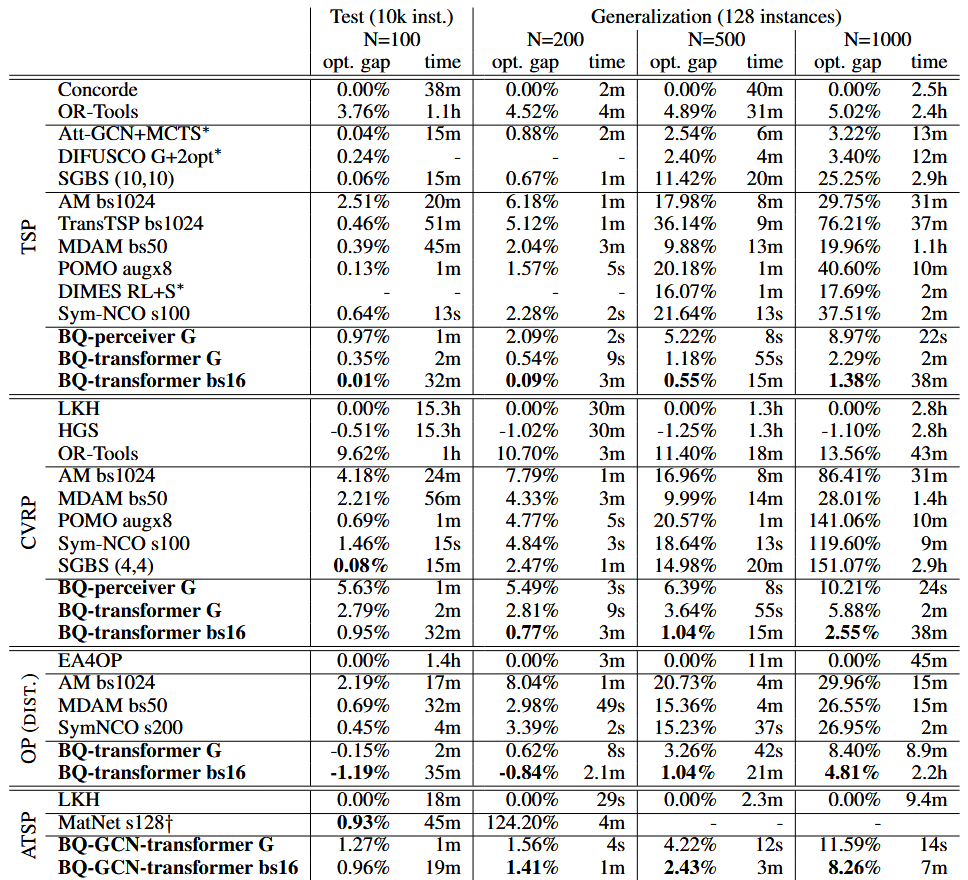 Test (10k inst.) Generalization (128 instances)
N=100 N=200 N=500 N=1000
opt. gap time opt. gap time opt. gap time opt. gap time
TSP
Concorde 0.00% 38m 0.00% 2m 0.00% 40m 0.00% 2.5h
OR-Tools 3.76% 1.1h 4.52% 4m 4.89% 31m 5.02% 2.4h
Att-GCN+MCTS* 0.04% 15m 0.88% 2m 2.54% 6m 3.22% 13m
DIFUSCO G+2opt* 0.24% - - - 2.40% 4m 3.40% 12m
SGBS (10,10) 0.06% 15m 0.67% 1m 11.42% 20m 25.25% 2.9h
AM bs1024 2.51% 20m 6.18% 1m 17.98% 8m 29.75% 31m
TransTSP bs1024 0.46% 51m 5.12% 1m 36.14% 9m 76.21% 37m
MDAM bs50 0.39% 45m 2.04% 3m 9.88% 13m 19.96% 1.1h
POMO augx8 0.13% 1m 1.57% 5s 20.18% 1m 40.60% 10m
DIMES RL+S* - - - - 16.07% 1m 17.69% 2m
Sym-NCO s100 0.64% 13s 2.28% 2s 21.64% 13s 37.51% 2m
BQ-perceiver G 0.97% 1m 2.09% 2s 5.22% 8s 8.97% 22s
BQ-transformer G 0.35% 2m 0.54% 9s 1.18% 55s 2.29% 2m
BQ-transformer bs16 0.01% 32m 0.09% 3m 0.55% 15m 1.38% 38m
CVRP
LKH 0.00% 15.3h 0.00% 30m 0.00% 1.3h 0.00% 2.8h
HGS -0.51% 15.3h -1.02% 30m -1.25% 1.3h -1.10% 2.8h
OR-Tools 9.62% 1h 10.70% 3m 11.40% 18m 13.56% 43m
AM bs1024 4.18% 24m 7.79% 1m 16.96% 8m 86.41% 31m
MDAM bs50 2.21% 56m 4.33% 3m 9.99% 14m 28.01% 1.4h
POMO augx8 0.69% 1m 4.77% 5s 20.57% 1m 141.06% 10m
Sym-NCO s100 1.46% 15s 4.84% 3s 18.64% 13s 119.60% 9m
SGBS (4,4) 0.08% 15m 2.47% 1m 14.98% 20m 151.07% 2.9h
BQ-perceiver G 5.63% 1m 5.49% 3s 6.39% 8s 10.21% 24s
BQ-transformer G 2.79% 2m 2.81% 9s 3.64% 55s 5.88% 2m
BQ-transformer bs16 0.95% 32m 0.77% 3m 1.04% 15m 2.55% 38m
OP (DIST.)
EA4OP 0.00% 1.4h 0.00% 3m 0.00% 11m 0.00% 45m
AM bs1024 2.19% 17m 8.04% 1m 20.73% 4m 29.96% 15m
MDAM bs50 0.69% 32m 2.98% 49s 15.36% 4m 26.55% 15m
SymNCO s200 0.45% 4m 3.39% 2s 15.23% 37s 26.95% 2m
BQ-transformer G -0.15% 2m 0.62% 8s 3.26% 42s 8.40% 8.9m
BQ-transformer bs16 -1.19% 35m -0.84% 2.1m 1.04% 21m 4.81% 2.2h
ATSP
LKH 0.00% 18m 0.00% 29s 0.00% 2.3m 0.00% 9.4m
MatNet s128† 0.93% 45m 124.20% 4m - - - -
BQ-GCN-transformer G 1.27% 1m 1.56% 4s 4.22% 12s 11.59% 14s
BQ-GCN-transformer bs16 0.96% 19m 1.41% 1m 2.43% 3m 8.26% 7m